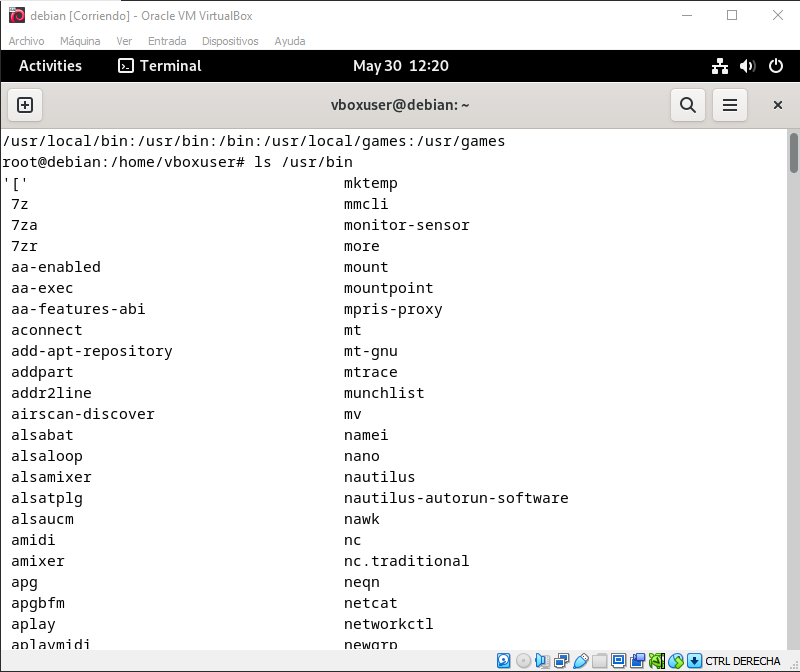 debian [Corriendo] - Oracle VM VirtualBox
Archivo Máquina Ver Entrada Dispositivos Ayuda
Activities Terminal May 30 12:20
vboxuser@debian: ~
/usr/local/bin:/usr/bin:/bin:/usr/local/games:/usr/games
root@debian:/home/vboxuser# ls /usr/bin
'[' mktemp
7z mmcli
7za monitor-sensor
7zr more
aa-enabled mount
aa-exec mountpoint
aa-features-abi mpris-proxy
aconnect mt
add-apt-repository mt-gnu
addpart mtrace
addr2line munchlist
airscan-discover mv
alsabat namei
alsaloop nano
alsamixer nautilus
alsatplg nautilus-autorun-software
alsaucm nawk
amidi nc
amixer nc.traditional
apg neqn
apgbfm netcat
aplay networkctl
aplaymidi newgrp
CTRL DERECHA